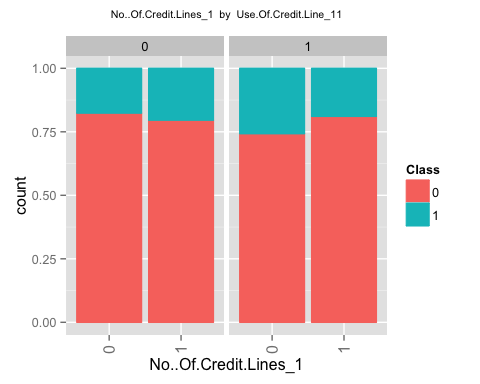 No..Of.Credit.Lines_1 by Use.Of.Credit.Line_11
0 1
1.00
0.75
0.50
0.25
0.00
count
0 1 0 1
No..Of.Credit.Lines_1
Class
0
1